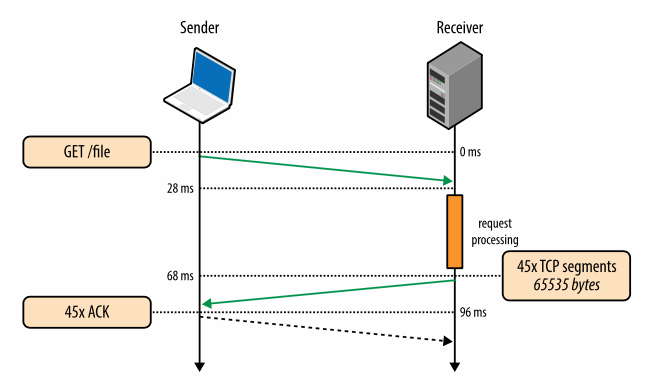 Sender
Receiver
GET /file
0 ms
28 ms
request
processing
68 ms
45x TCP segments
65535 bytes
45x ACK
96 ms